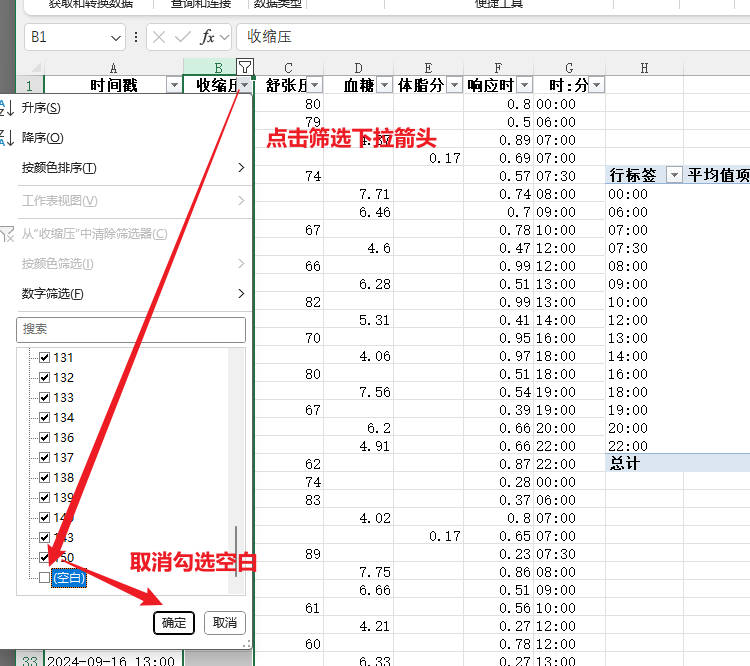 获取和转换数据 查询和连接 数据类型 便捷工具
B1 fx 收缩压
A B C D E F G H
1 时间戳 收缩压 舒张压 血糖 体脂分 响应时 时:分
升序(S)
降序(O)
按颜色排序(T)
工作表视图(V)
从"收缩压"中清除筛选器(C)
按颜色筛选(I)
数字筛选(F)
搜索
131
132
133
134
136
137
138
139
143
150
(空白)
确定 取消
点击筛选下拉箭头
取消勾选空白
80 0.8 00:00
79 0.5 06:00
0.89 07:00
0.17 0.69 07:00
74 0.57 07:30
7.71 0.74 08:00
6.46 0.7 09:00
67 0.78 10:00
4.6 0.47 12:00
66 0.99 12:00
6.28 0.51 13:00
82 0.99 13:00
5.31 0.41 14:00
70 0.95 16:00
4.06 0.97 18:00
80 0.51 18:00
7.56 0.54 19:00
67 0.39 19:00
6.2 0.66 20:00
4.91 0.66 22:00
62 0.87 22:00
74 0.28 00:00
83 0.37 06:00
4.02 0.8 07:00
0.17 0.65 07:00
89 0.23 07:30
7.75 0.86 08:00
6.66 0.51 09:00
61 0.56 10:00
4.21 0.27 12:00
60 0.78 12:00
33 2024-09-16 13:00 6.33 0.27 13:00
行标签 平均值项
00:00
06:00
07:00
07:30
08:00
09:00
10:00
12:00
13:00
14:00
16:00
18:00
19:00
20:00
22:00
总计